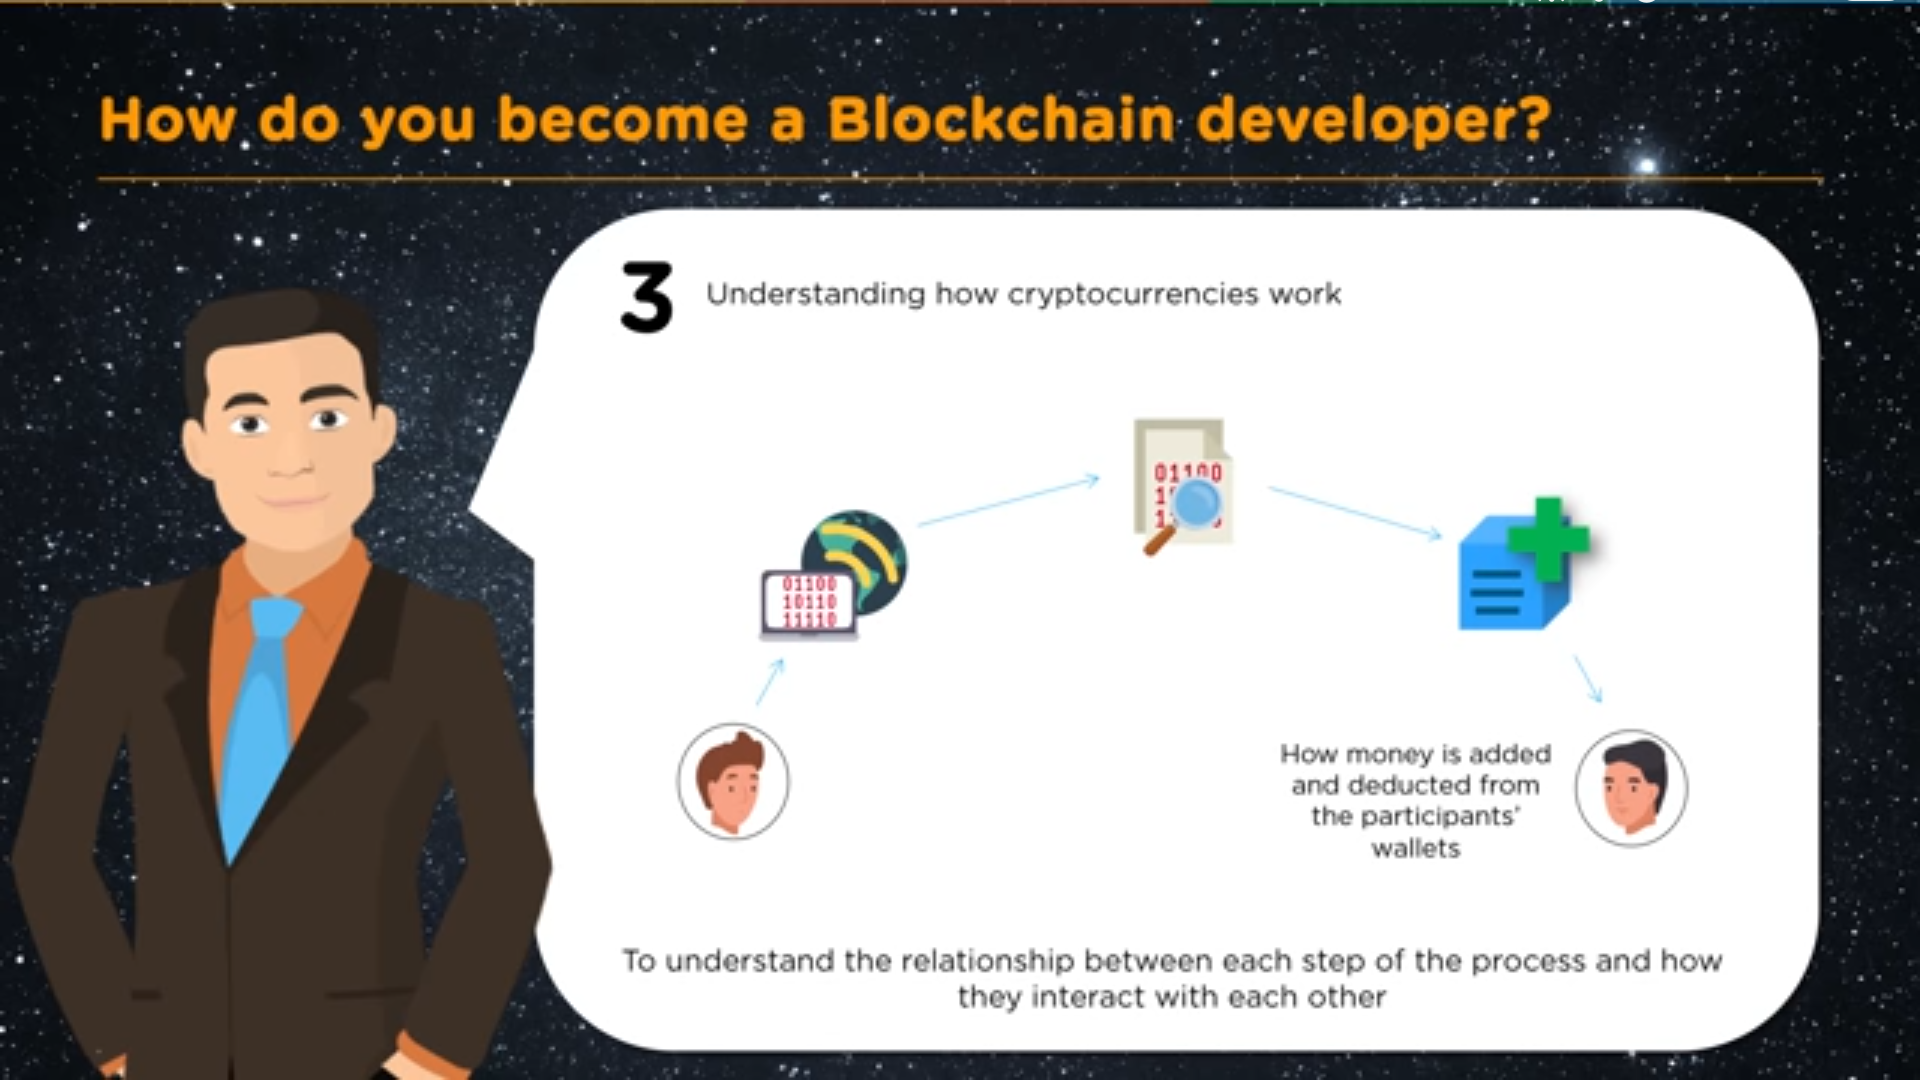 How do you become a Blockchain developer?
3 Understanding how cryptocurrencies work
01100
01100
10110
11110
How money is added
and deducted from
the participants'
wallets
To understand the relationship between each step of the process and how
they interact with each other